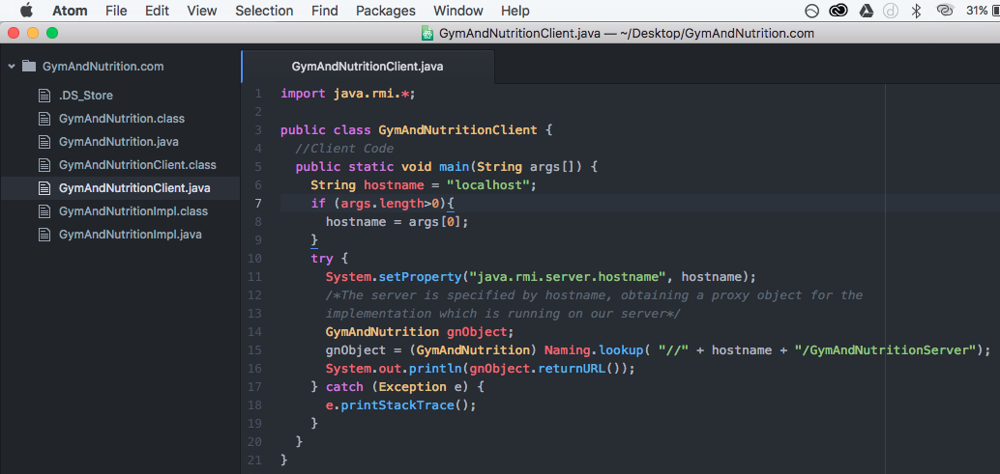 Atom File Edit View Selection Find Packages Window Help 31%
GymAndNutritionClient.java — ~/Desktop/GymAndNutrition.com
GymAndNutrition.com
.DS_Store
GymAndNutrition.class
GymAndNutrition.java
GymAndNutritionClient.class
GymAndNutritionClient.java
GymAndNutritionImpl.class
GymAndNutritionImpl.java
GymAndNutritionClient.java
1 import java.rmi.*;
2
3 public class GymAndNutritionClient {
4 //Client Code
5 public static void main(String args[]) {
6 String hostname = "localhost";
7 if (args.length>0){
8 hostname = args[0];
9 }
10 try {
11 System.setProperty("java.rmi.server.hostname", hostname);
12 /*The server is specified by hostname, obtaining a proxy object for the
13 implementation which is running on our server*/
14 GymAndNutrition gnObject;
15 gnObject = (GymAndNutrition) Naming.lookup( "//" + hostname + "/GymAndNutritionServer");
16 System.out.println(gnObject.returnURL());
17 } catch (Exception e) {
18 e.printStackTrace();
19 }
20 }
21 }